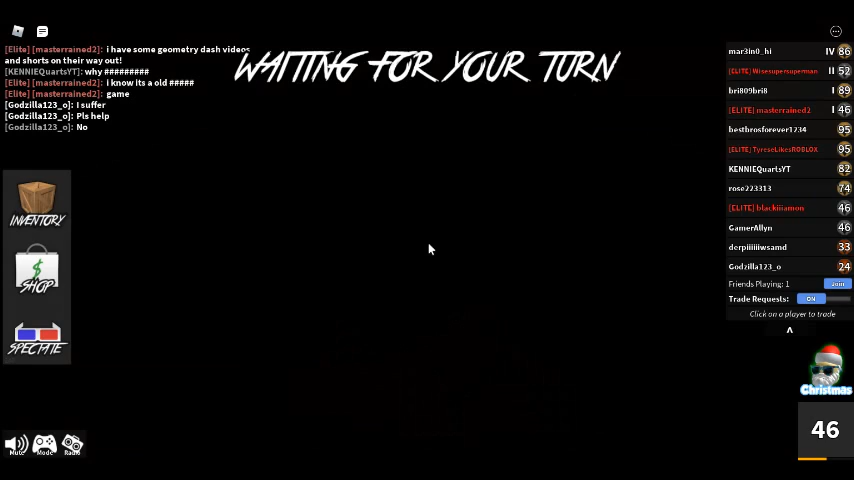 [Elite] [masterrained2]: i have some geometry dash videos
and shorts on their way out!
[KENNIEQuartsYT]: why #########
[Elite] [masterrained2]: i know its a old #####
[Elite] [masterrained2]: game
[Godzilla123_o]: I suffer
[Godzilla123_o]: Pls help
[Godzilla123_o]: No
WAITING FOR YOUR TURN
INVENTORY
SHOP
SPECTATE
Mute Mode Radio
mar3in0_hi IV 86
[ELITE] Wisesupersuperman II 52
bri809bri8 I 89
[ELITE] masterrained2 I 46
bestbrosforever1234 95
[ELITE] TyreseLikesROBLOX 95
KENNIEQuartsYT 82
rose223313 74
[ELITE] blackiiiamon 46
GamerAllyn 46
derpiiiiiiwsamd 33
Godzilla123_o 24
Friends Playing: 1 Join
Trade Requests: ON
Click on a player to trade
Christmas
46